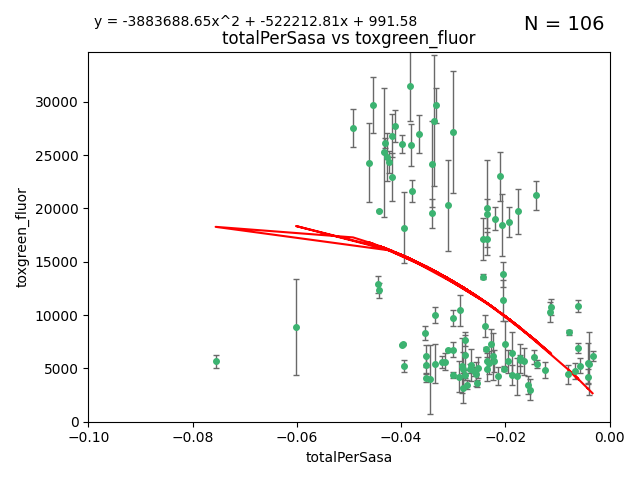 y = -3883688.65x^2 + -522212.81x + 991.58
N = 106
totalPerSasa vs toxgreen_fluor
toxgreen_fluor
30000
25000
20000
15000
10000
5000
0
−0.10
−0.08
−0.06
−0.04
−0.02
0.00
totalPerSasa